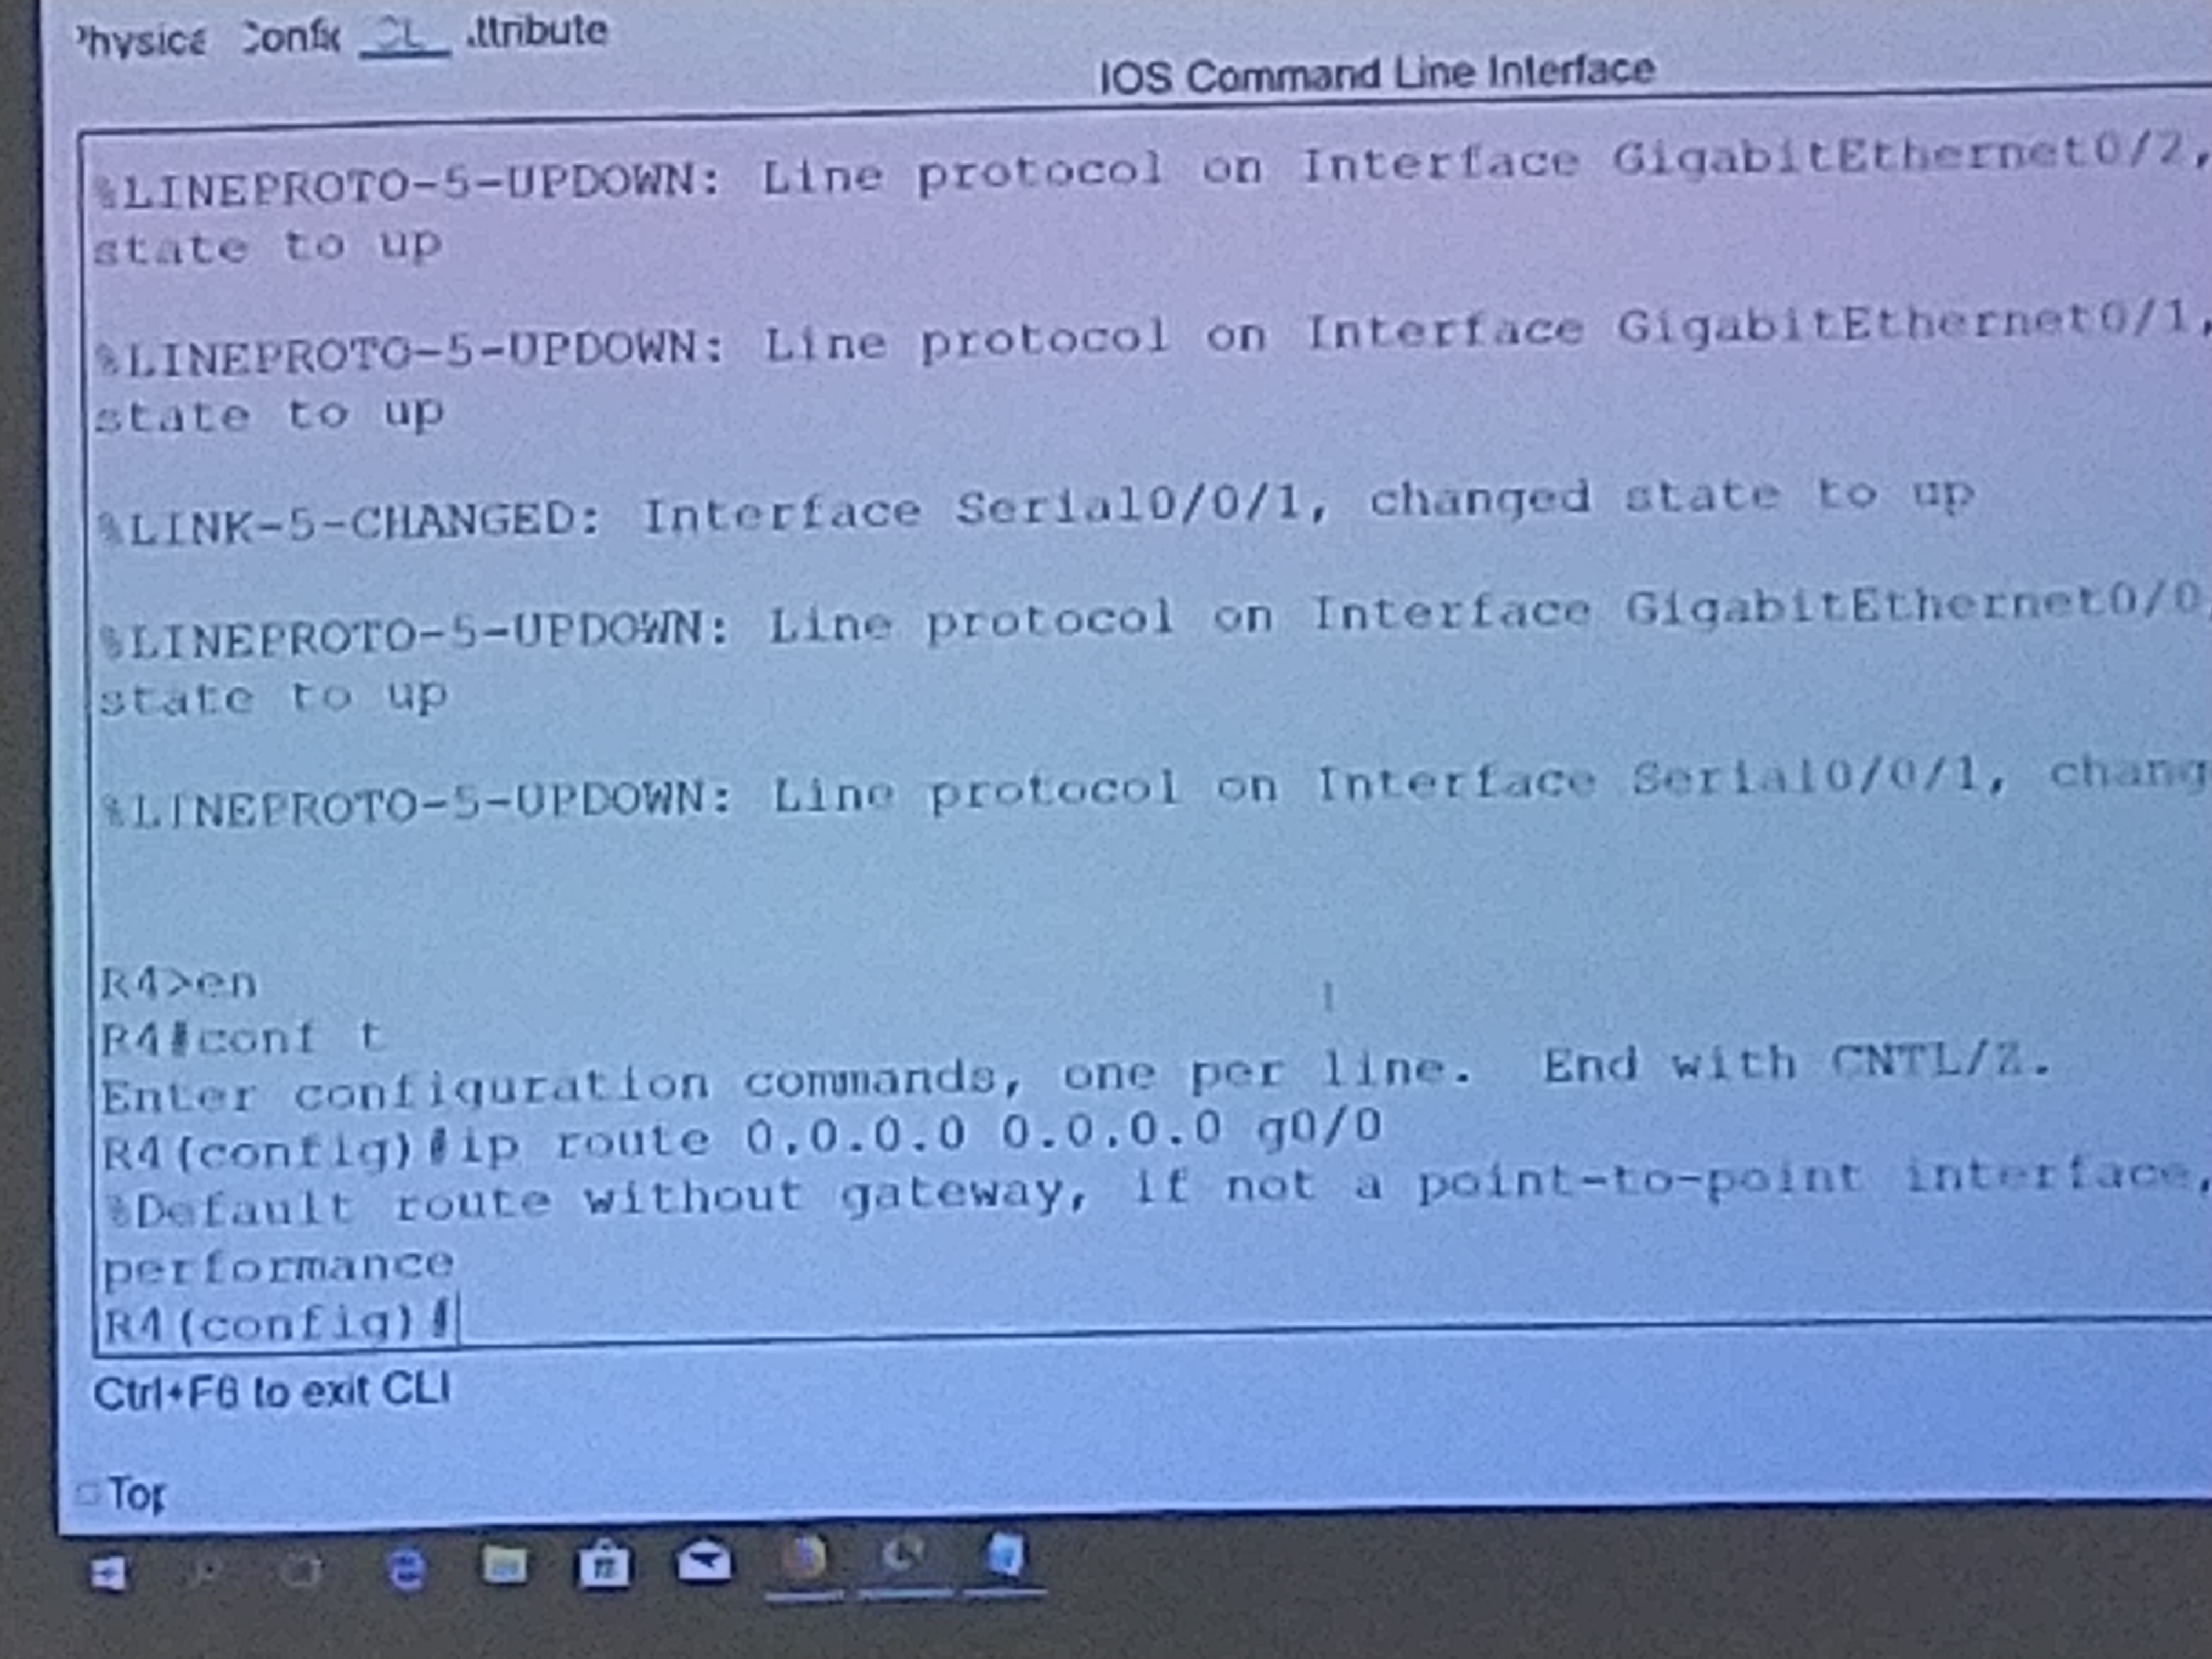 Physica Config CLI Attribute
IOS Command Line Interface
%LINEPROTO-5-UPDOWN: Line protocol on Interface GigabitEthernet0/2,
state to up
%LINEPROTO-5-UPDOWN: Line protocol on Interface GigabitEthernet0/1,
state to up
%LINK-5-CHANGED: Interface Serial0/0/1, changed state to up
%LINEPROTO-5-UPDOWN: Line protocol on Interface GigabitEthernet0/0
state to up
%LINEPROTO-5-UPDOWN: Line protocol on Interface Serial0/0/1, chang
R4>en
R4#conf t
Enter configuration commands, one per line. End with CNTL/Z.
R4(config)#ip route 0.0.0.0 0.0.0.0 g0/0
%Default route without gateway, if not a point-to-point interface,
performance
R4(config)#
Ctrl+F6 to exit CLI
Top